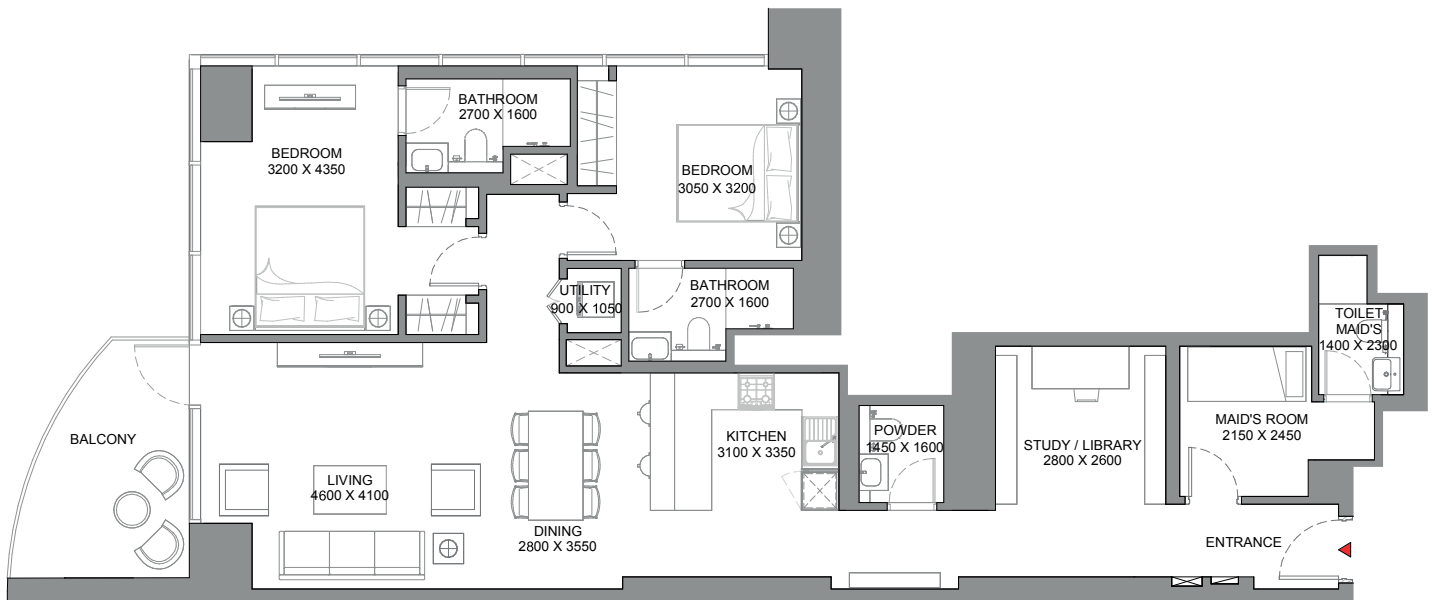 BATHROOM
2700 X 1600
BEDROOM
3200 X 4350
BEDROOM
3050 X 3200
UTILITY
900 X 1050
BATHROOM
2700 X 1600
TOILET
MAID'S
1400 X 2300
BALCONY
LIVING
4600 X 4100
DINING
2800 X 3550
KITCHEN
3100 X 3350
POWDER
1450 X 1600
STUDY / LIBRARY
2800 X 2600
MAID'S ROOM
2150 X 2450
ENTRANCE